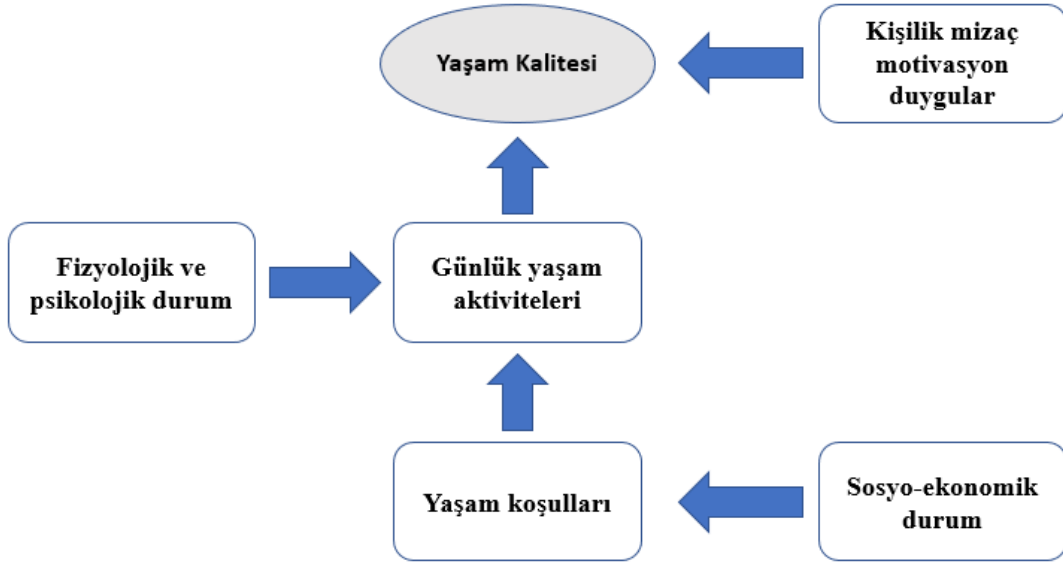 Yaşam Kalitesi
Kişilik mizaç
motivasyon
duygular
Fizyolojik ve
psikolojik durum
Günlük yaşam
aktiviteleri
Yaşam koşulları
Sosyo-ekonomik
durum